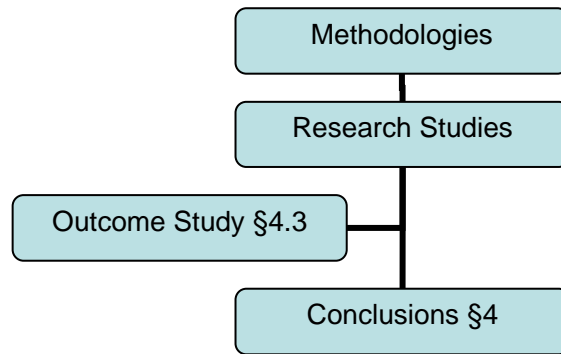 Methodologies
Research Studies
Outcome Study §4.3
Conclusions §4